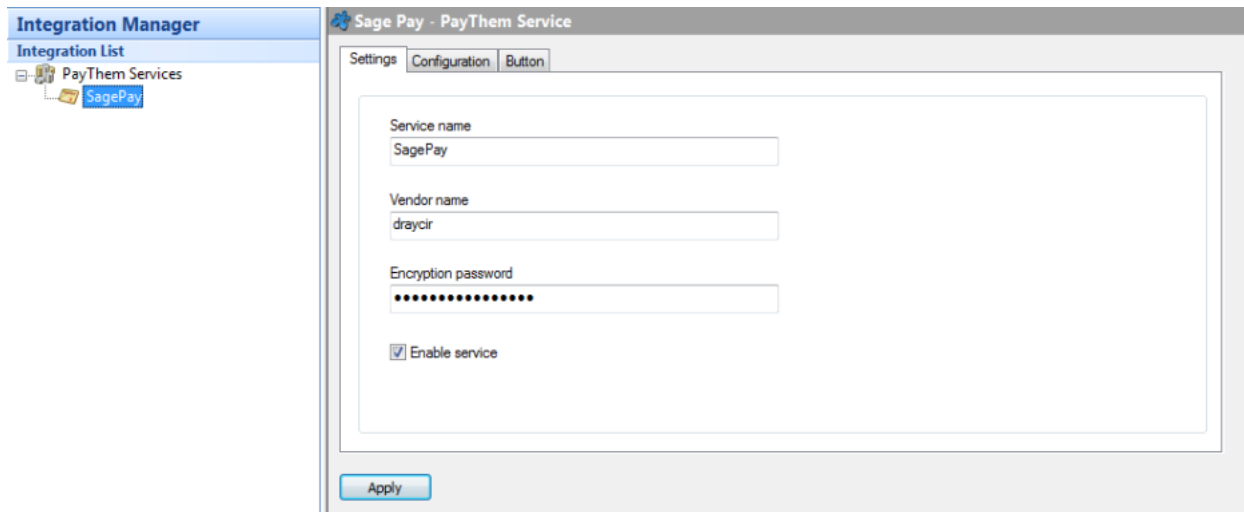 Integration Manager
Integration List
PayThem Services
SagePay
Sage Pay - PayThem Service
Settings Configuration Button
Service name
SagePay
Vendor name
draycir
Encryption password
••••••••••••••••
Enable service
Apply